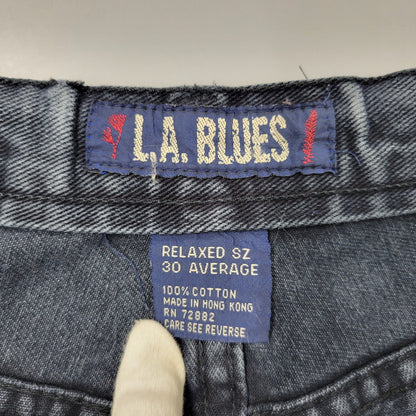 L.A. BLUES
RELAXED SZ
30 AVERAGE
100% COTTON
MADE IN HONG KONG
RN 72882
CARE SEE REVERSE